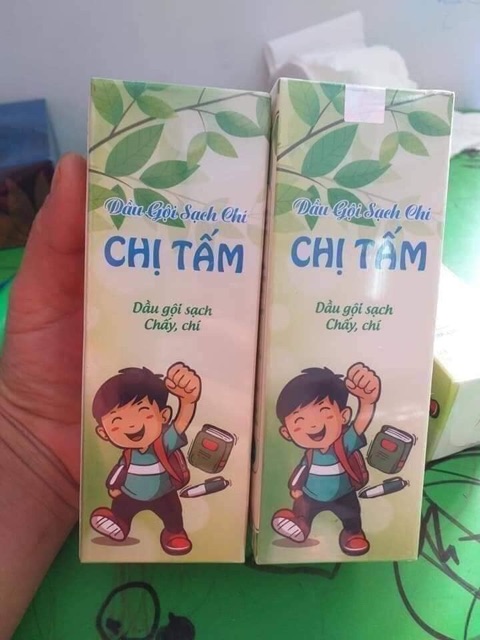 Dầu Gội Sạch Chí
CHỊ TẤM
Dầu gội sạch
Chấy, chí
Dầu Gội Sạch Chí
CHỊ TẤM
Dầu gội sạch
Chấy, chí